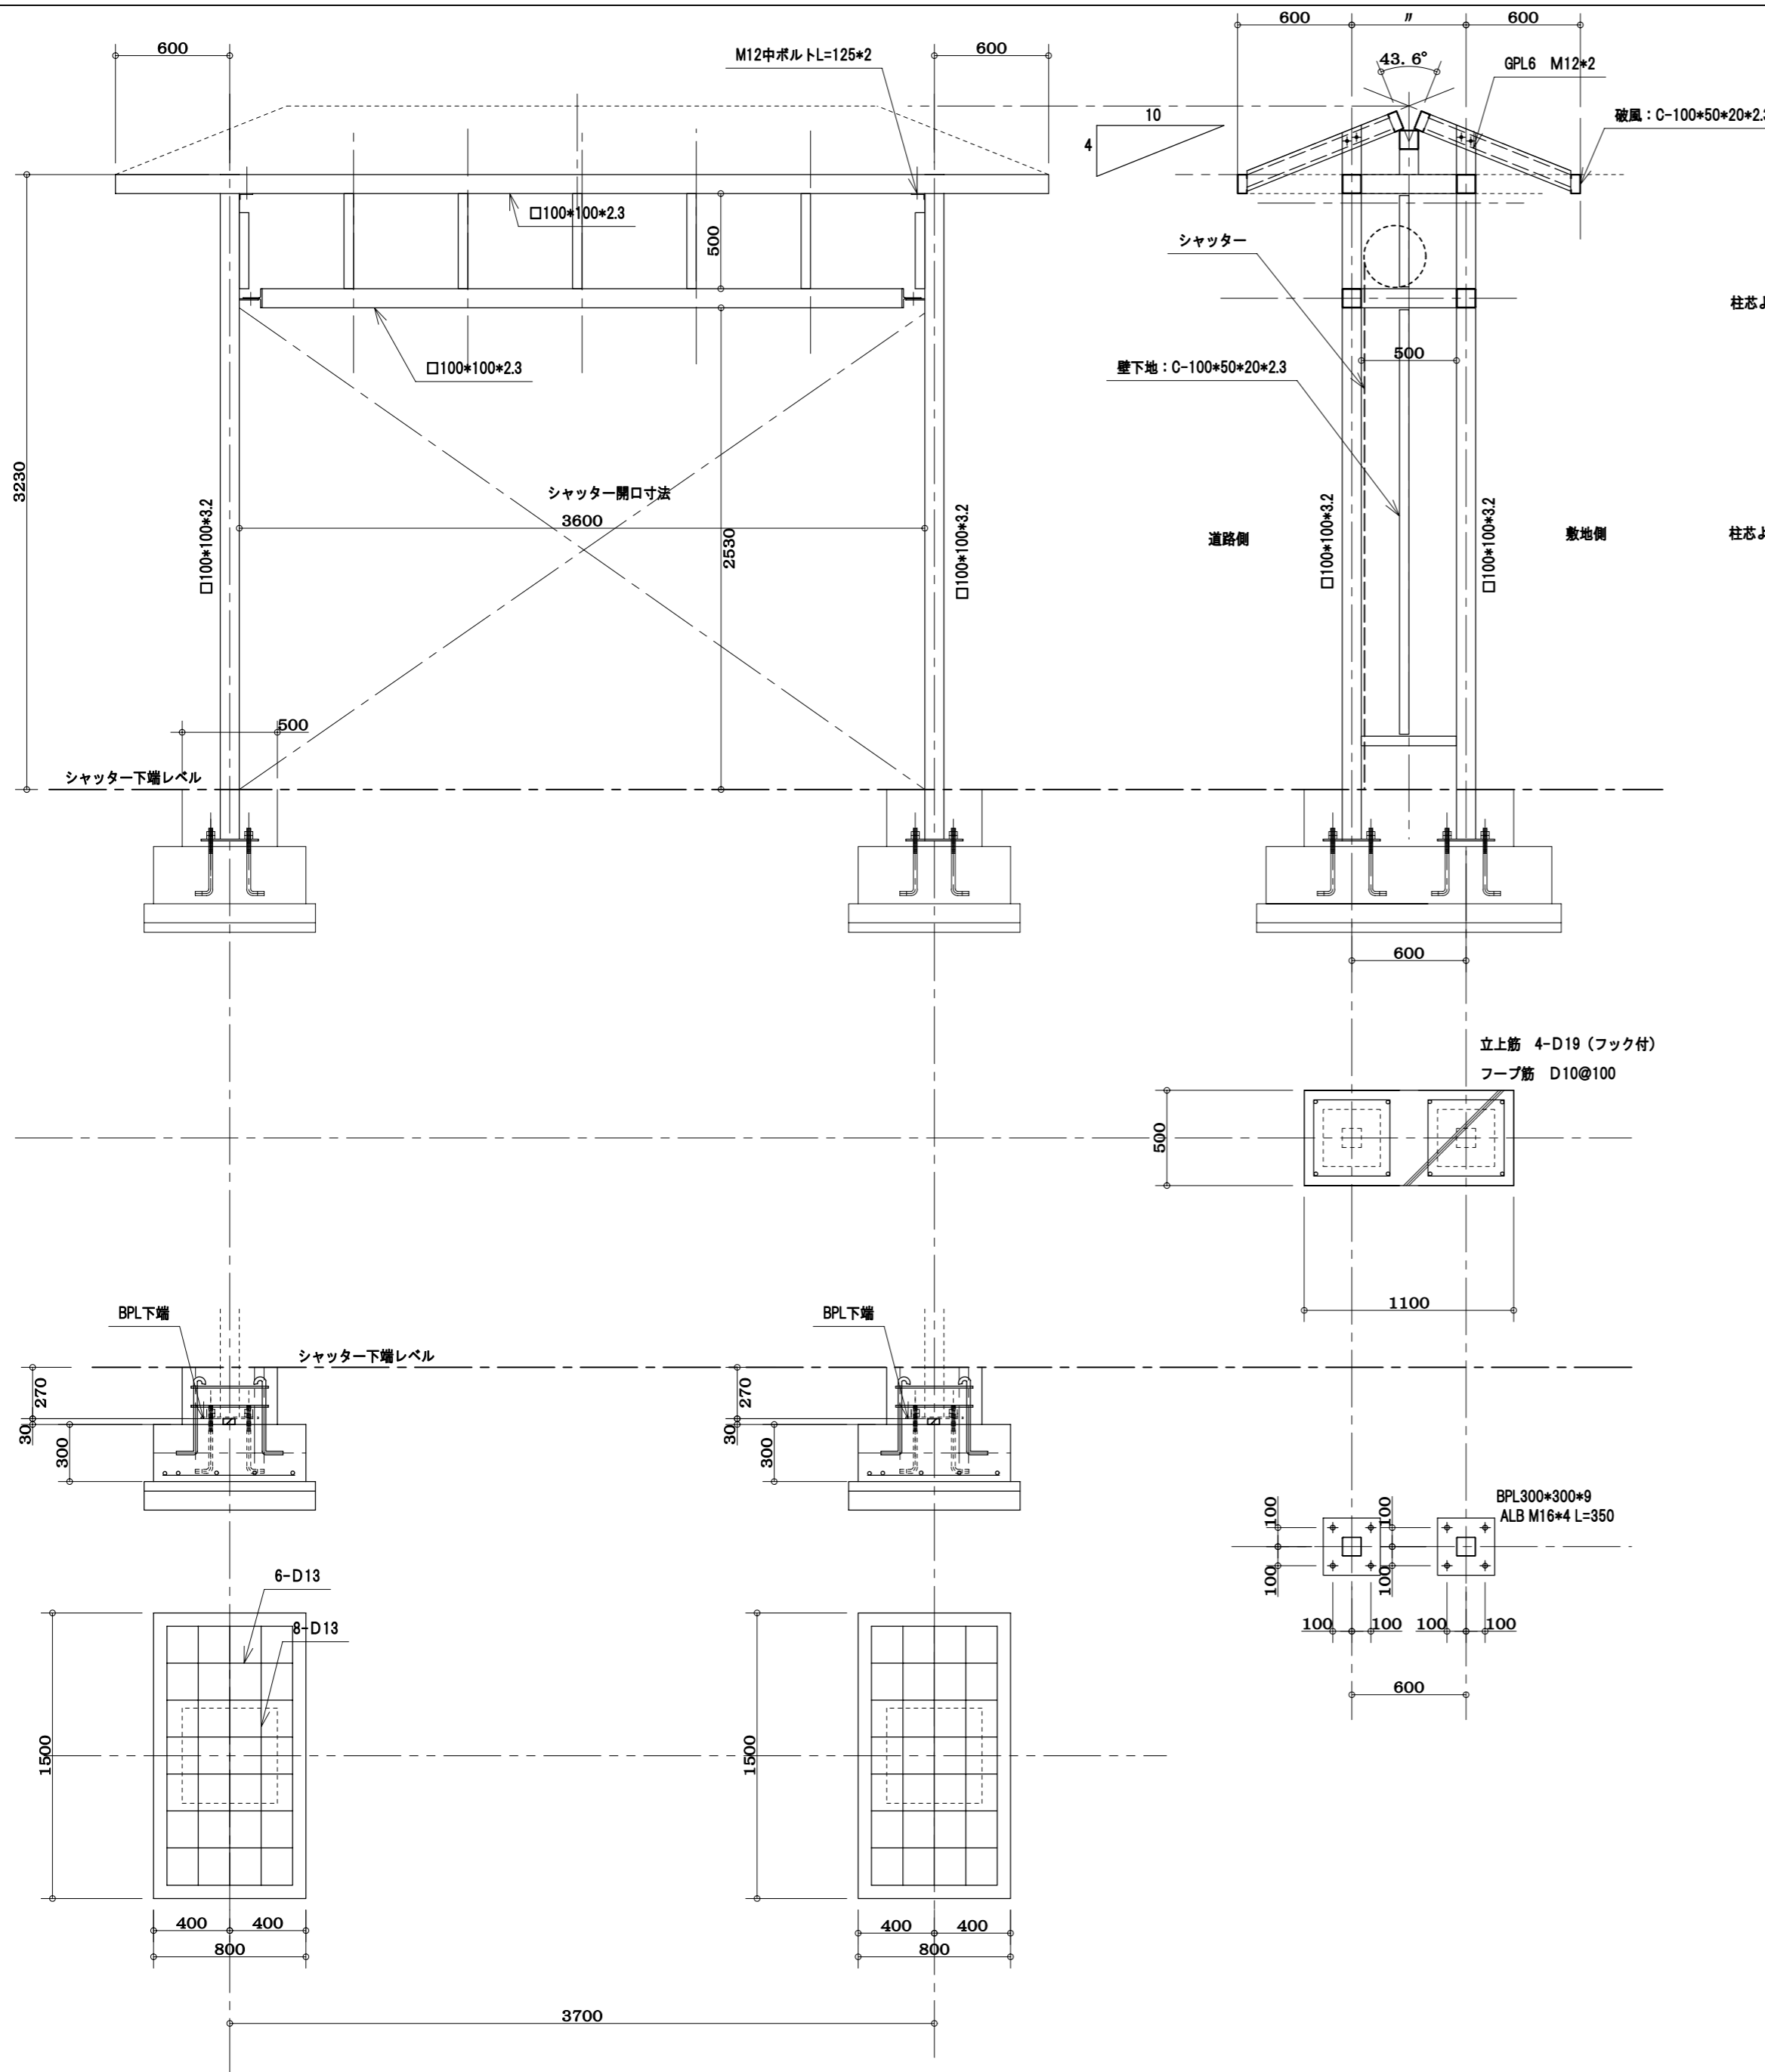 600
M12中ボルトL=125*2
600
600
〃
600
43.6°
GPL6 M12*2
破風：C-100*50*20*2.3
10
4
□100*100*2.3
500
シャッター
□100*100*2.3
500
壁下地：C-100*50*20*2.3
柱芯よ
3230
シャッター開口寸法
3600
2530
□100*100*3.2
□100*100*3.2
道路側
□100*100*3.2
□100*100*3.2
敷地側
柱芯よ
500
シャッター下端レベル
600
立上筋 4-D19（フック付）
フープ筋 D10@100
500
1100
BPL下端
BPL下端
シャッター下端レベル
270
30
300
270
30
300
BPL300*300*9
ALB M16*4 L=350
100
100
100
100
100
100
100
100
600
6-D13
8-D13
1500
1500
400
400
800
400
400
800
3700